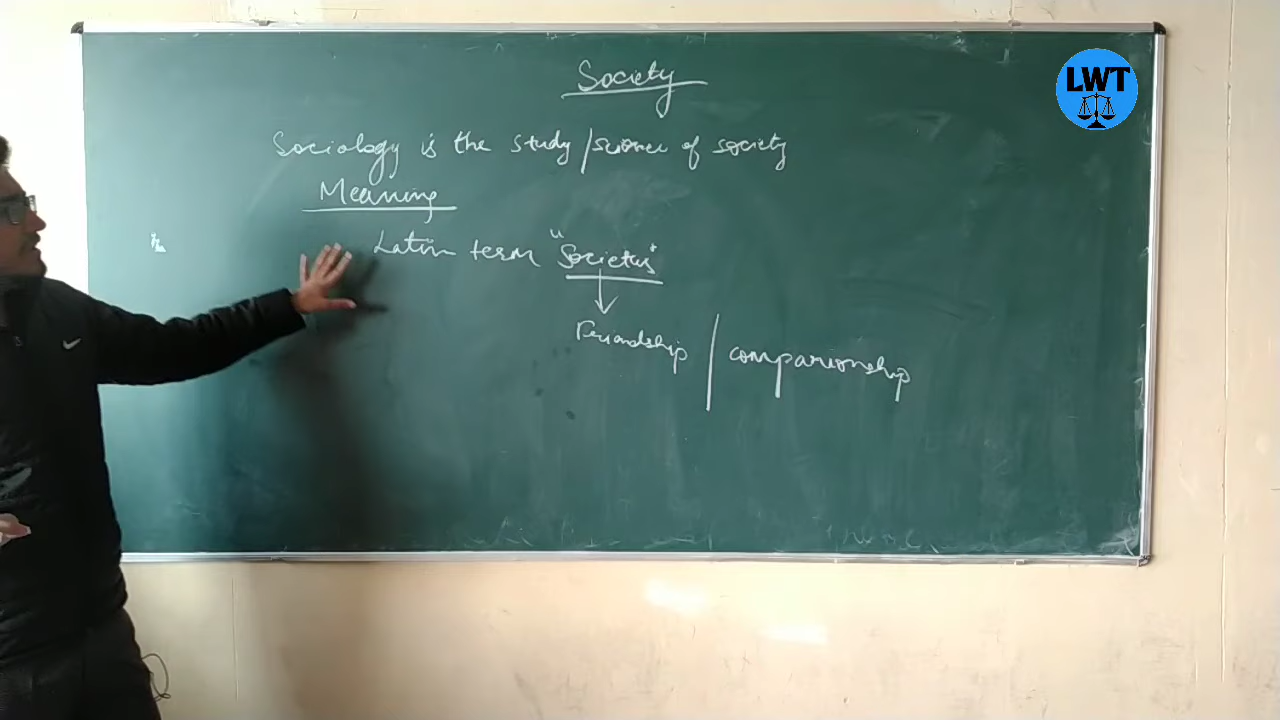 Society
LWT
Sociology is the study / science of society
Meaning
Latin term "Societus"
Friendship / companionship